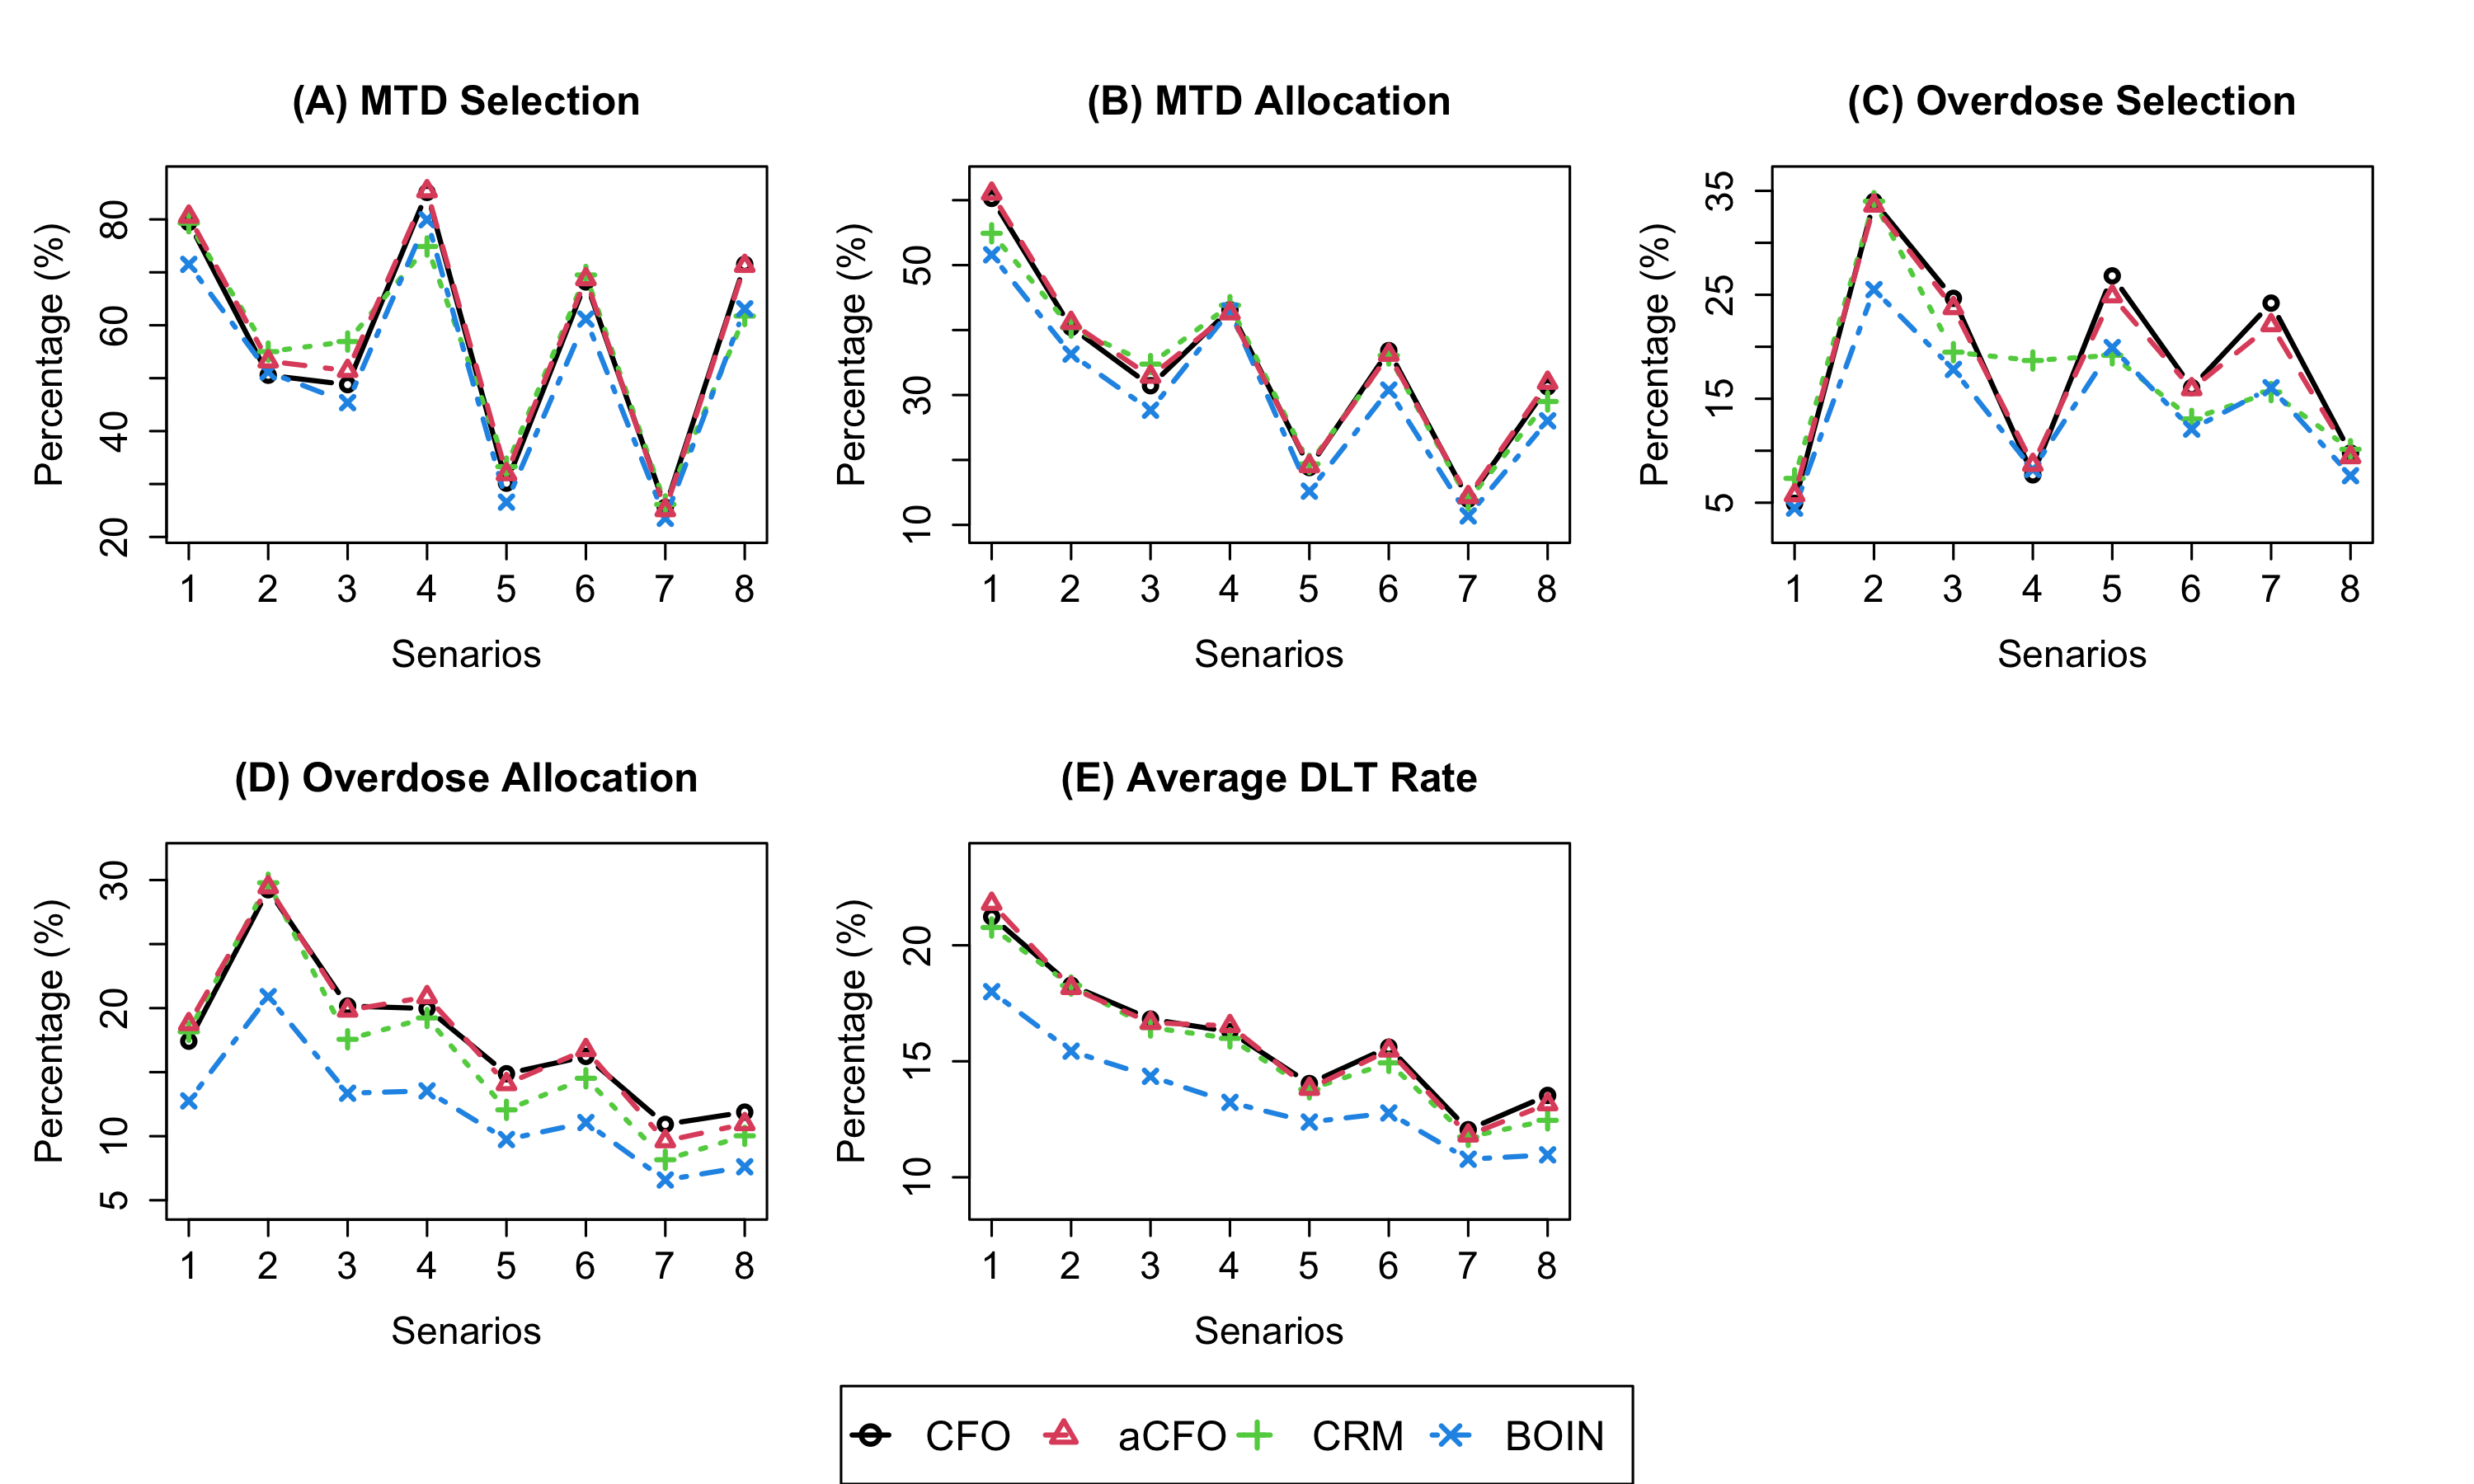 (A) MTD Selection
Percentage (%)
20 40 60 80
1 2 3 4 5 6 7 8
Senarios
(B) MTD Allocation
Percentage (%)
10 30 50
1 2 3 4 5 6 7 8
Senarios
(C) Overdose Selection
Percentage (%)
5 15 25 35
1 2 3 4 5 6 7 8
Senarios
(D) Overdose Allocation
Percentage (%)
5 10 20 30
1 2 3 4 5 6 7 8
Senarios
(E) Average DLT Rate
Percentage (%)
10 15 20
1 2 3 4 5 6 7 8
Senarios
CFO aCFO CRM BOIN